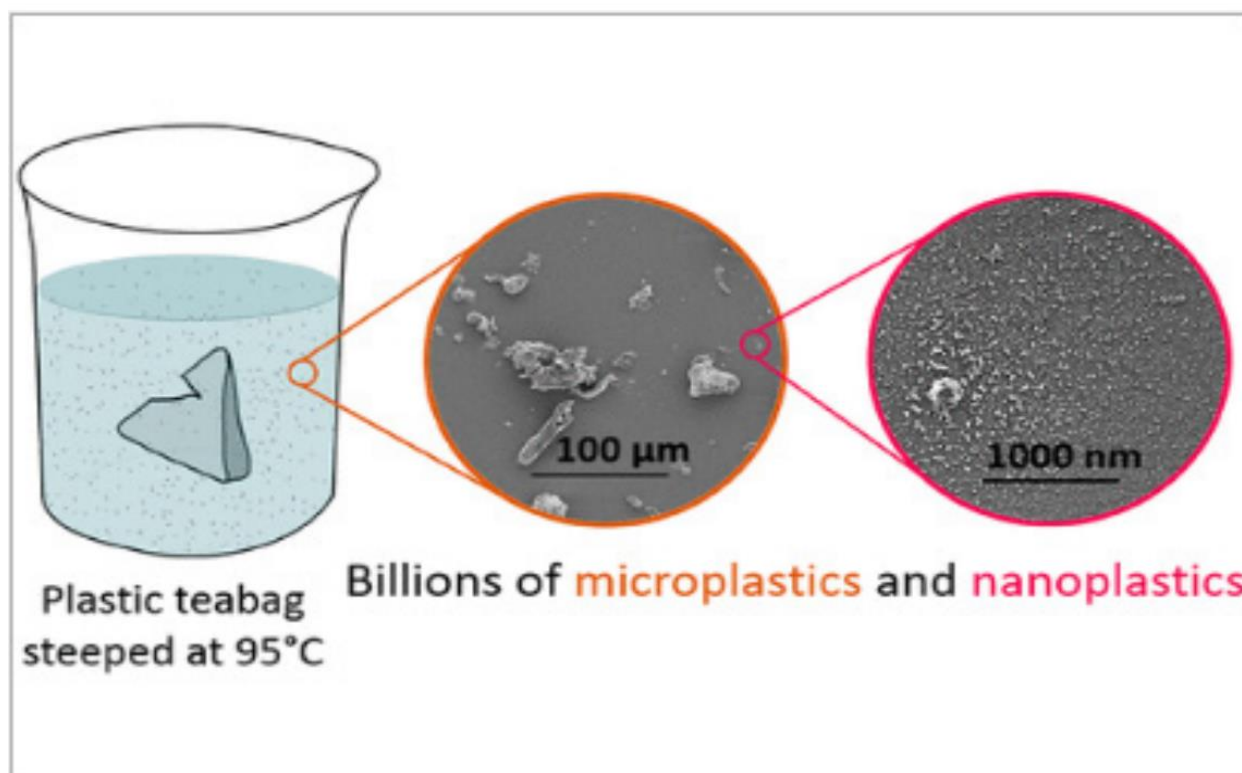 100 µm
1000 nm
Plastic teabag
steeped at 95°C
Billions of microplastics and nanoplastics